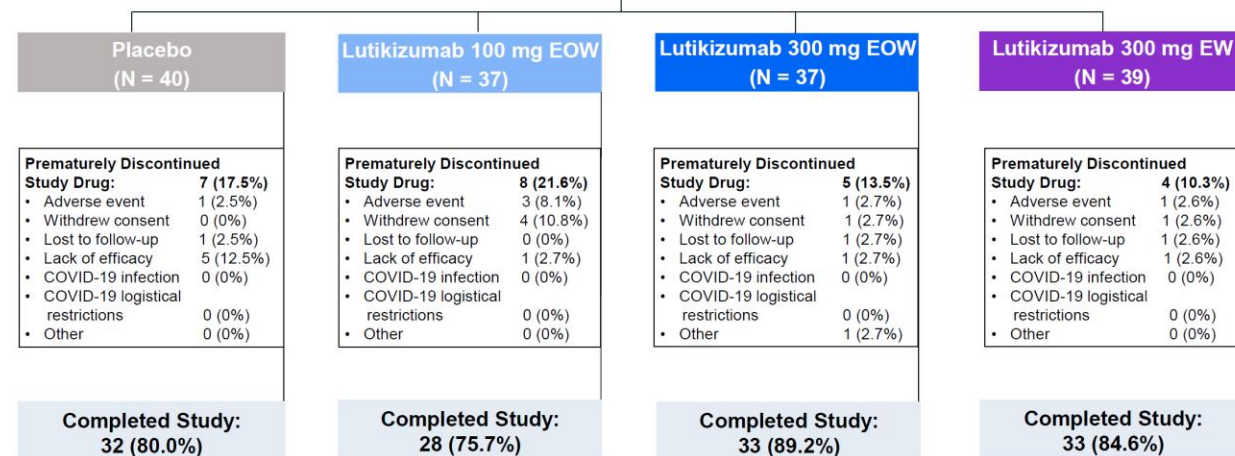 Placebo
(N = 40)
Lutikizumab 100 mg EOW
(N = 37)
Lutikizumab 300 mg EOW
(N = 37)
Lutikizumab 300 mg EW
(N = 39)
Prematurely Discontinued
Study Drug: 7 (17.5%)
• Adverse event 1 (2.5%)
• Withdrew consent 0 (0%)
• Lost to follow-up 1 (2.5%)
• Lack of efficacy 5 (12.5%)
• COVID-19 infection 0 (0%)
• COVID-19 logistical
restrictions 0 (0%)
• Other 0 (0%)
Prematurely Discontinued
Study Drug: 8 (21.6%)
• Adverse event 3 (8.1%)
• Withdrew consent 4 (10.8%)
• Lost to follow-up 0 (0%)
• Lack of efficacy 1 (2.7%)
• COVID-19 infection 0 (0%)
• COVID-19 logistical
restrictions 0 (0%)
• Other 0 (0%)
Prematurely Discontinued
Study Drug: 5 (13.5%)
• Adverse event 1 (2.7%)
• Withdrew consent 1 (2.7%)
• Lost to follow-up 1 (2.7%)
• Lack of efficacy 1 (2.7%)
• COVID-19 infection 0 (0%)
• COVID-19 logistical
restrictions 0 (0%)
• Other 1 (2.7%)
Prematurely Discontinued
Study Drug: 4 (10.3%)
• Adverse event 1 (2.6%)
• Withdrew consent 1 (2.6%)
• Lost to follow-up 1 (2.6%)
• Lack of efficacy 1 (2.6%)
• COVID-19 infection 0 (0%)
• COVID-19 logistical
restrictions 0 (0%)
• Other 0 (0%)
Completed Study:
32 (80.0%)
Completed Study:
28 (75.7%)
Completed Study:
33 (89.2%)
Completed Study:
33 (84.6%)